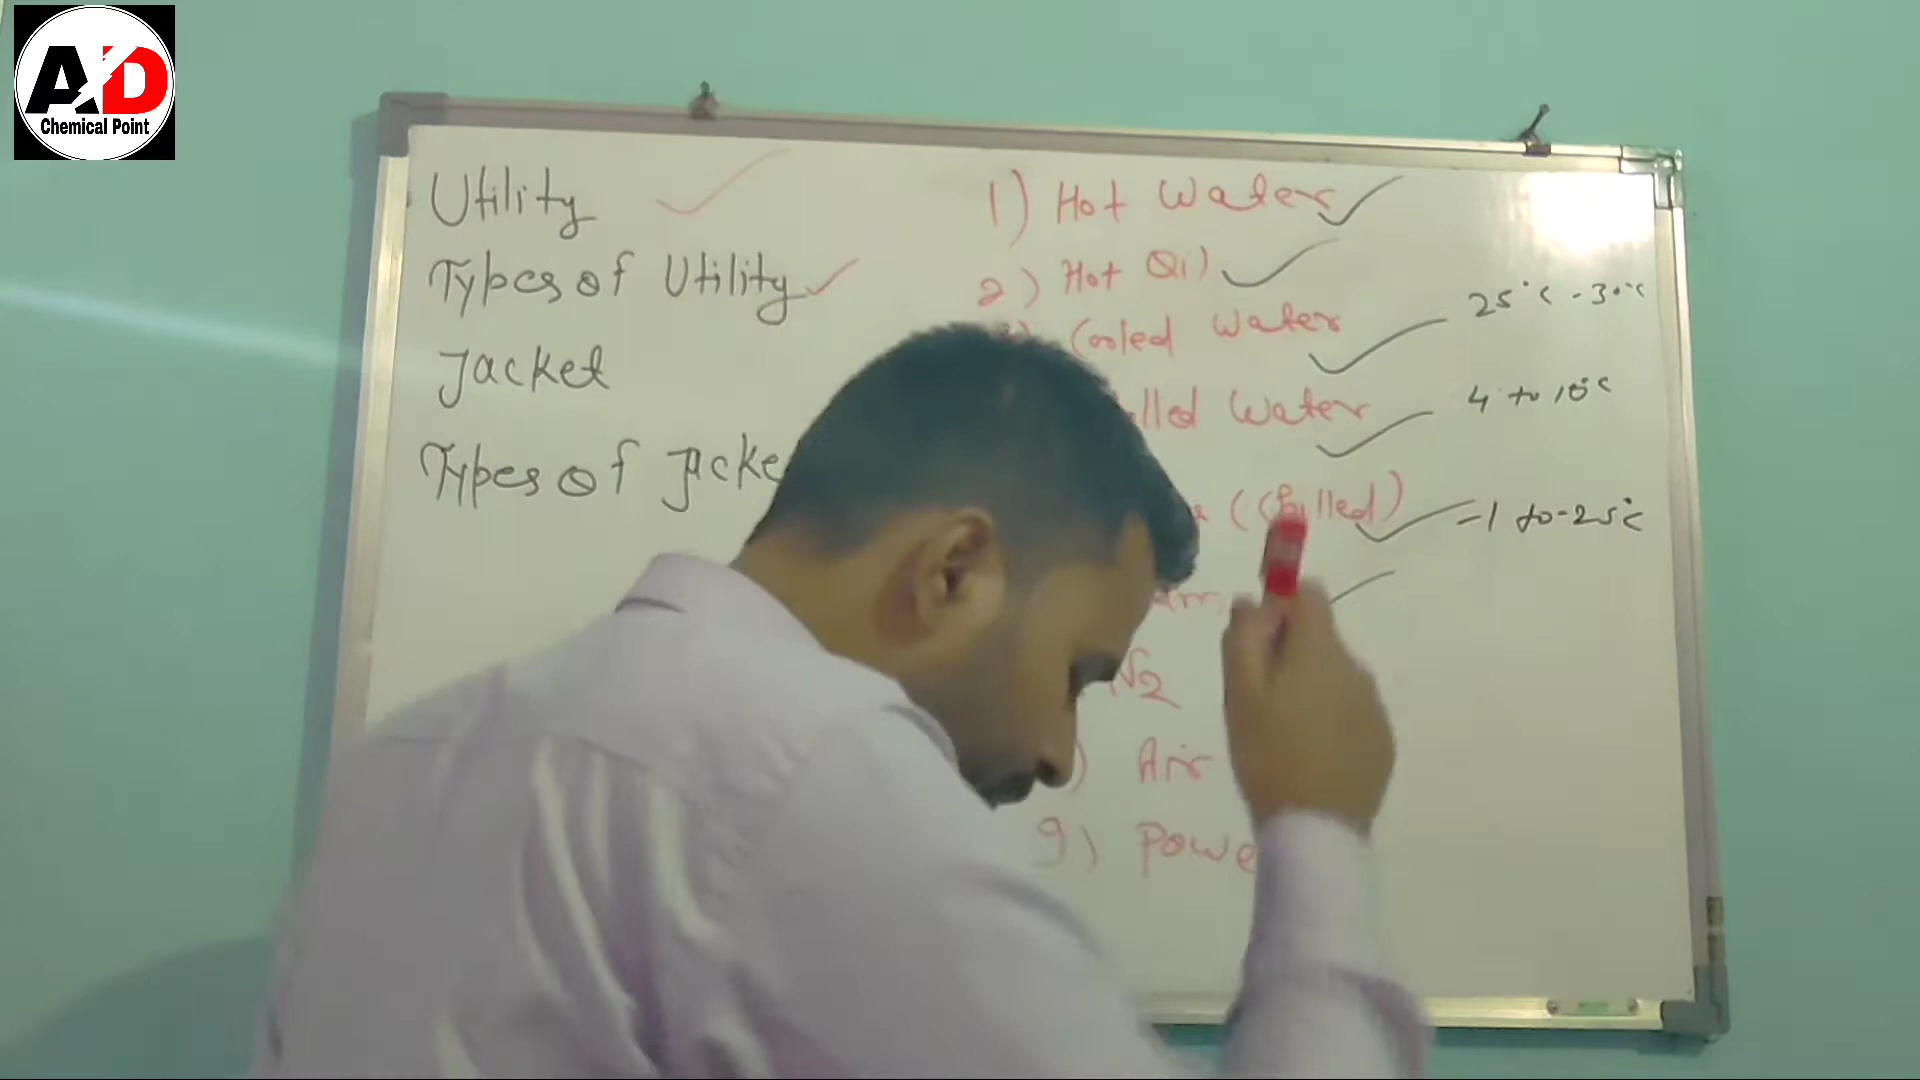 AD
Chemical Point
Utility
Types of Utility
Jacket
Types of Jacke
1) Hot Water
2) Hot Oil
Cooled Water 25°C - 30°C
lled Water 4 to 10°C
(Chilled) -1 to -25°C
Air
9) Powe